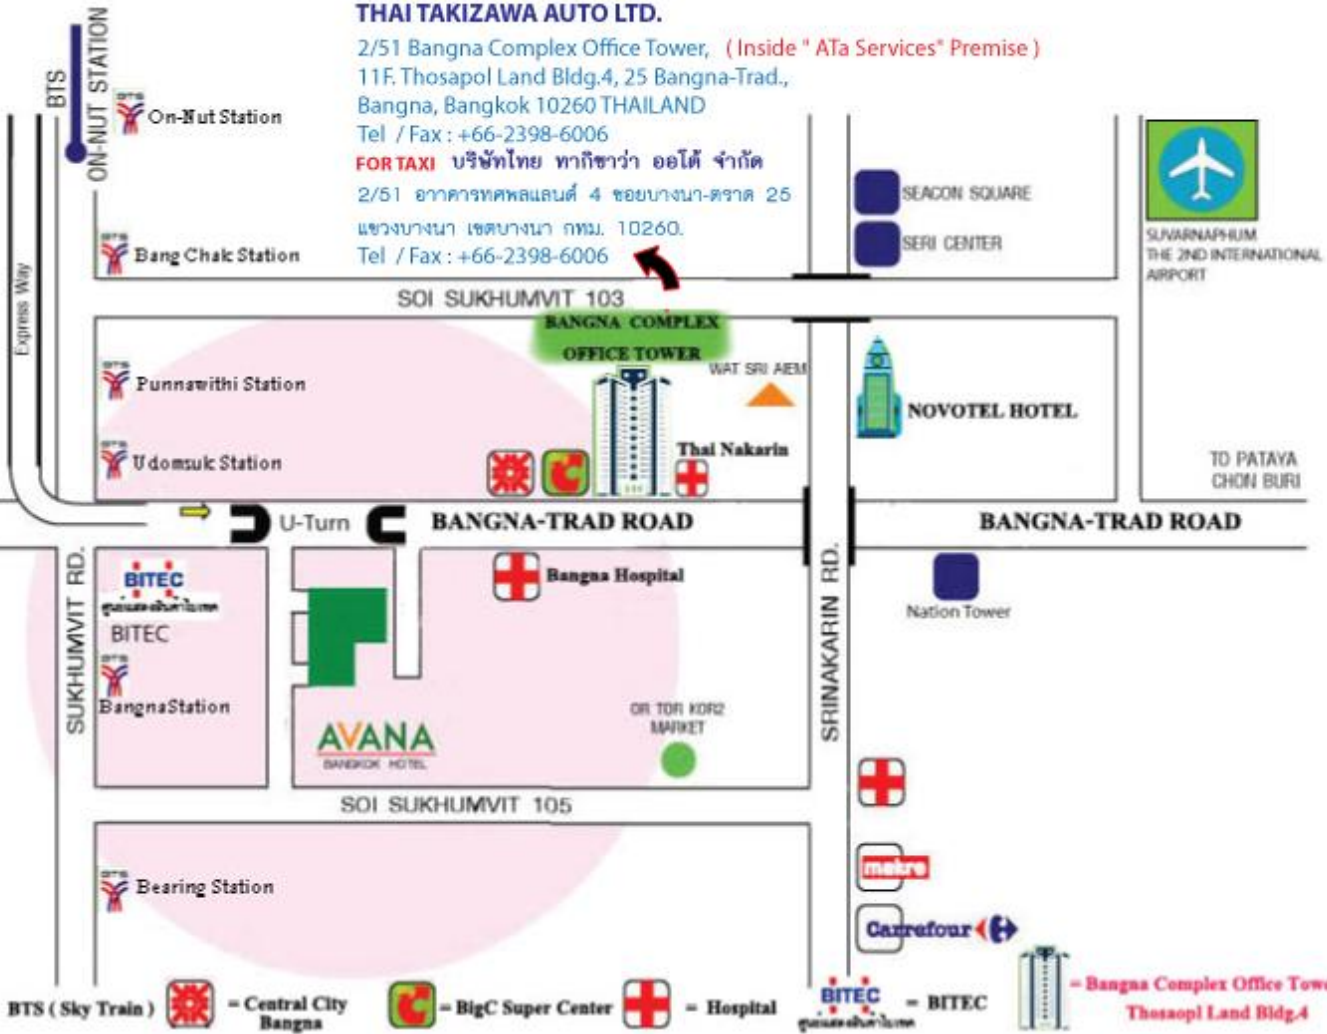 THAI TAKIZAWA AUTO LTD.
2/51 Bangna Complex Office Tower, ( Inside " ATa Services" Premise )
11F. Thosapol Land Bldg.4, 25 Bangna-Trad.,
Bangna, Bangkok 10260 THAILAND
Tel / Fax : +66-2398-6006
FOR TAXI บริษัทไทย ทากิซาว่า ออโต้ จำกัด
2/51 อาาคารทศพลแลนด์ 4 ซอยบางนา-ตราด 25
แขวงบางนา เขตบางนา กทม. 10260.
Tel / Fax : +66-2398-6006
BTS
ON-NUT STATION
BTS
On-Nut Station
SEACON SQUARE
SERI CENTER
SUVARNAPHUM
THE 2ND INTERNATIONAL
AIRPORT
BTS
Bang Chak Station
Express Way
SOI SUKHUMVIT 103
BANGNA COMPLEX
OFFICE TOWER
WAT SRI AIEM
BTS
Punnawithi Station
NOVOTEL HOTEL
BTS
Udomsuk Station
Thai Nakarin
TO PATAYA
CHON BURI
U-Turn
BANGNA-TRAD ROAD
BANGNA-TRAD ROAD
SUKHUMVIT RD.
BITEC
BITEC
Bangna Hospital
SRINAKARIN RD.
Nation Tower
BTS
Bangna Station
AVANA
BANGKOK HOTEL
OR TOR KOR2
MARKET
SOI SUKHUMVIT 105
BTS
Bearing Station
makro
Carrefour
BTS ( Sky Train )
= Central City
Bangna
= BigC Super Center
= Hospital
BITEC
= BITEC
= Bangna Complex Office Tow
Thosaopl Land Bldg.4